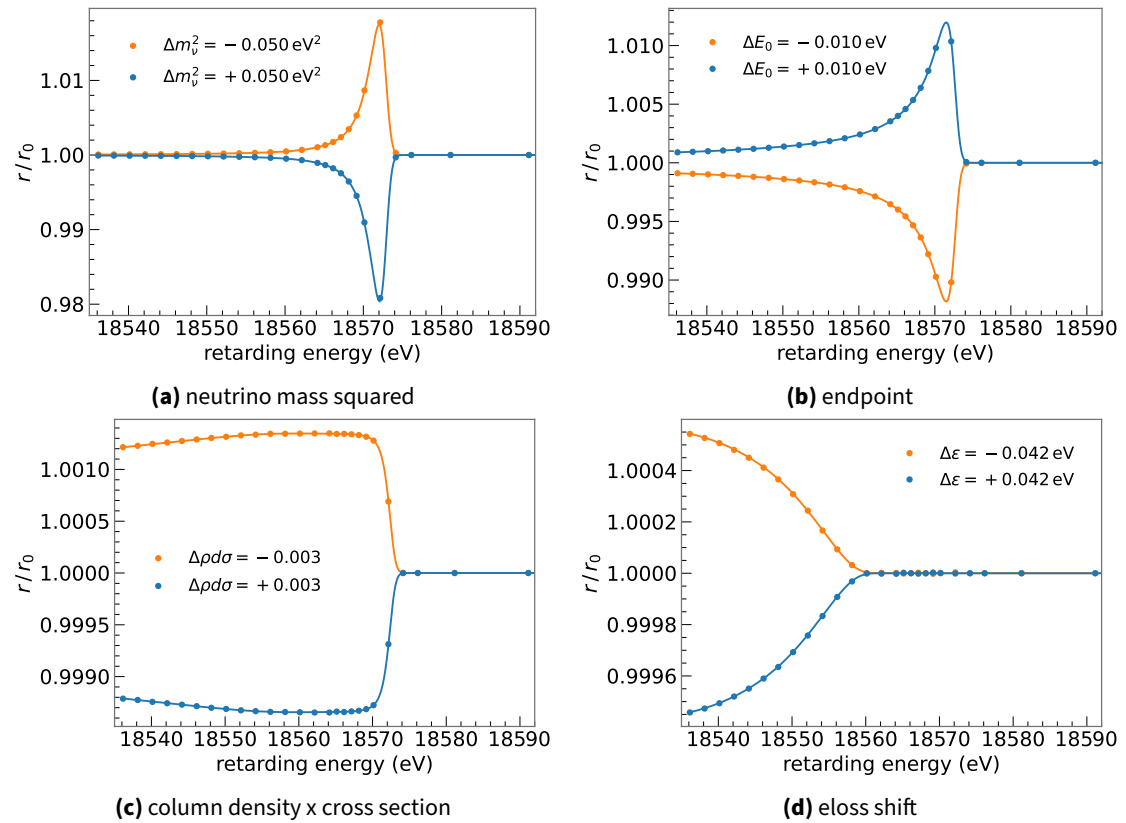 Δm²ᵥ = − 0.050 eV²
Δm²ᵥ = + 0.050 eV²
1.01
1.00
0.99
0.98
r/r₀
18540 18550 18560 18570 18580 18590
retarding energy (eV)
(a) neutrino mass squared
ΔE₀ = − 0.010 eV
ΔE₀ = + 0.010 eV
1.010
1.005
1.000
0.995
0.990
r/r₀
18540 18550 18560 18570 18580 18590
retarding energy (eV)
(b) endpoint
1.0010
1.0005
1.0000
0.9995
0.9990
r/r₀
Δρdσ = − 0.003
Δρdσ = + 0.003
18540 18550 18560 18570 18580 18590
retarding energy (eV)
(c) column density x cross section
Δε = − 0.042 eV
Δε = + 0.042 eV
1.0004
1.0002
1.0000
0.9998
0.9996
r/r₀
18540 18550 18560 18570 18580 18590
retarding energy (eV)
(d) eloss shift